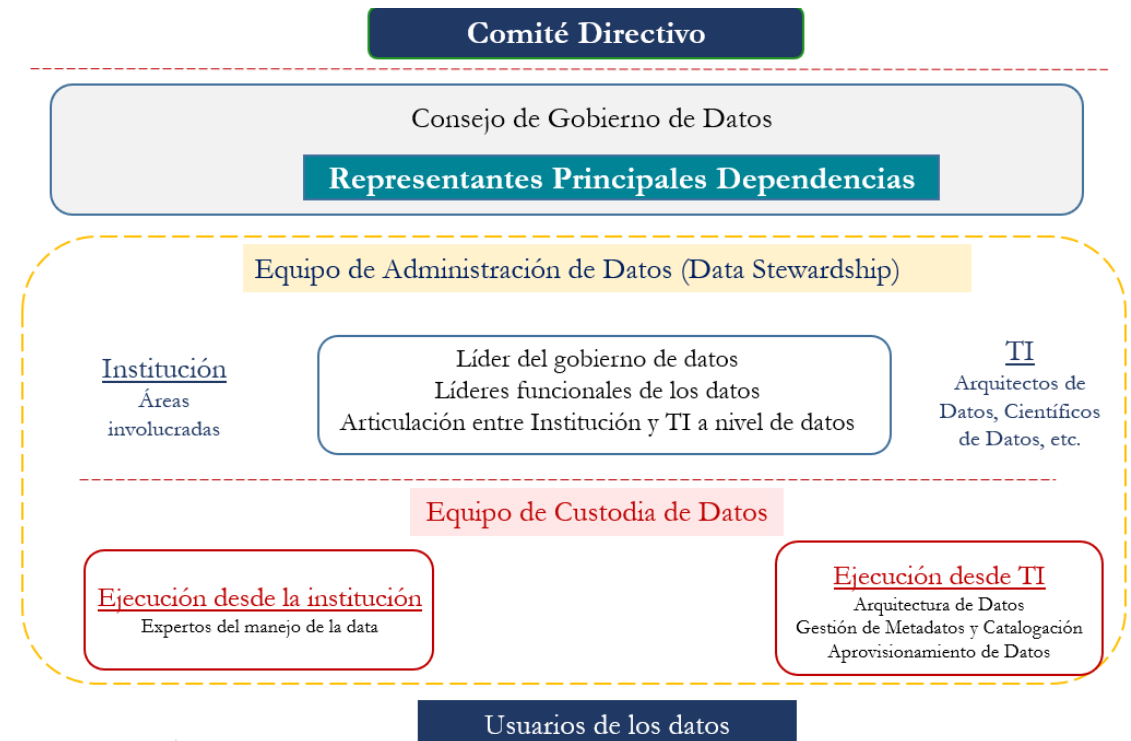 Comité Directivo
Consejo de Gobierno de Datos
Representantes Principales Dependencias
Equipo de Administración de Datos (Data Stewardship)
Institución
Áreas
involucradas
Líder del gobierno de datos
Líderes funcionales de los datos
Articulación entre Institución y TI a nivel de datos
TI
Arquitectos de
Datos, Científicos
de Datos, etc.
Equipo de Custodia de Datos
Ejecución desde la institución
Expertos del manejo de la data
Ejecución desde TI
Arquitectura de Datos
Gestión de Metadatos y Catalogación
Aprovisionamiento de Datos
Usuarios de los datos